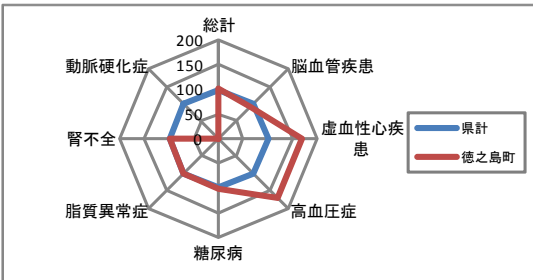 総計
200
動脈硬化症
脳血管疾患
150
100
50
0
腎不全
虚血性心疾
患
県計
徳之島町
脂質異常症
高血圧症
糖尿病